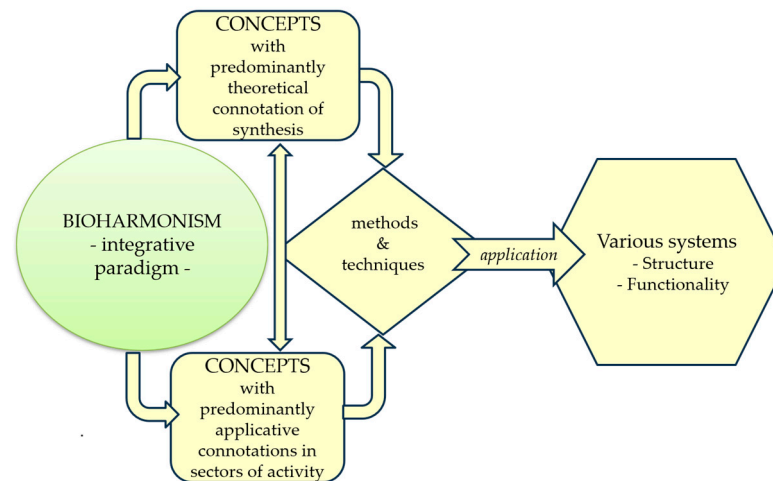 CONCEPTS
with
predominantly
theoretical
connotation of
synthesis
BIOHARMONISM
- integrative
paradigm -
methods
&
techniques
application
Various systems
- Structure
- Functionality
CONCEPTS
with
predominantly
applicative
connotations in
sectors of activity
.